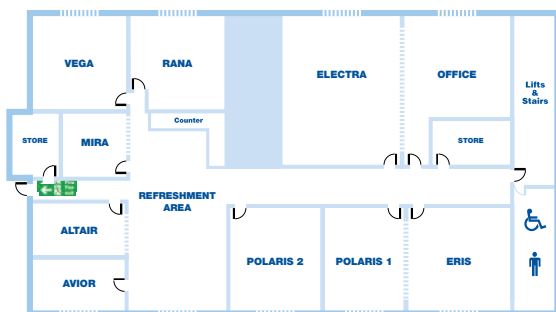 VEGA
RANA
ELECTRA
OFFICE
Lifts
&
Stairs
Counter
STORE
MIRA
STORE
REFRESHMENT
AREA
ALTAIR
POLARIS 2
POLARIS 1
ERIS
AVIOR